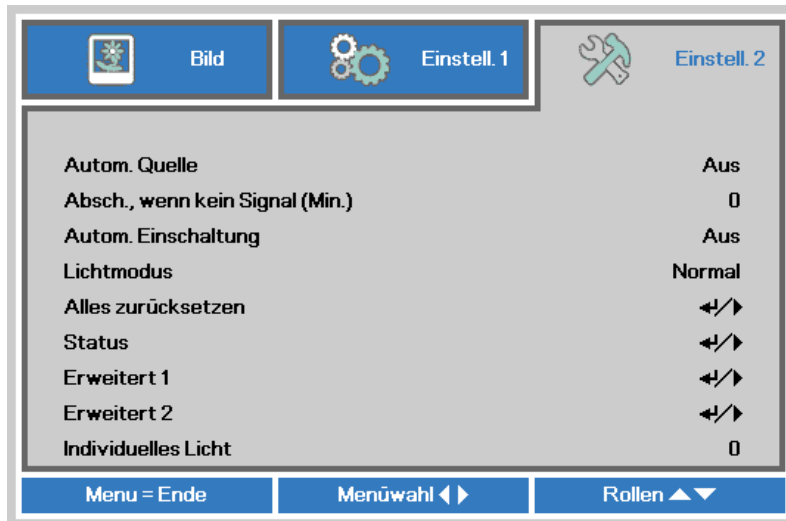 Bild
Einstell. 1
Einstell. 2
Autom. Quelle Aus
Absch., wenn kein Signal (Min.) 0
Autom. Einschaltung Aus
Lichtmodus Normal
Alles zurücksetzen ↵/▶
Status ↵/▶
Erweitert 1 ↵/▶
Erweitert 2 ↵/▶
Individuelles Licht 0
Menu = Ende Menüwahl ◀ ▶ Rollen ▲▼